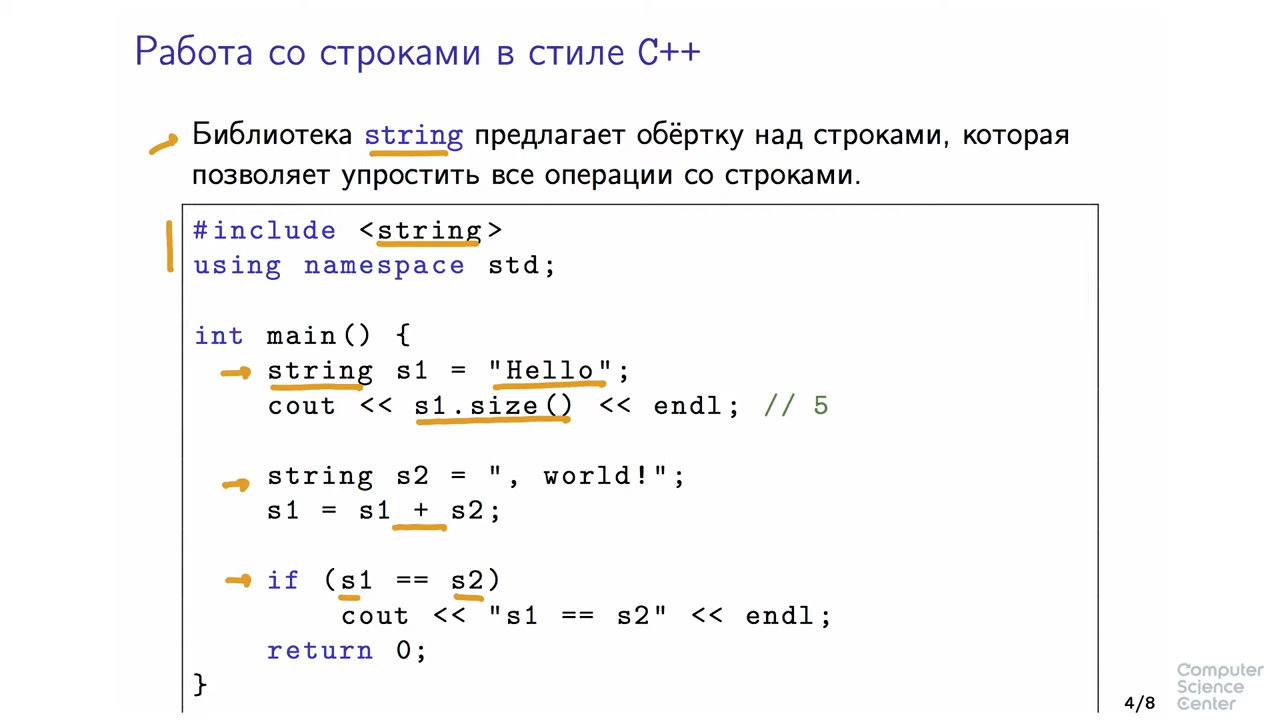 Работа со строками в стиле C++
Библиотека string предлагает обёртку над строками, которая
позволяет упростить все операции со строками.
#include <string>
using namespace std;
int main() {
string s1 = "Hello";
cout << s1.size() << endl; // 5
string s2 = ", world!";
s1 = s1 + s2;
if (s1 == s2)
cout << "s1 == s2" << endl;
return 0;
}
4/8
Computer
Science
Center